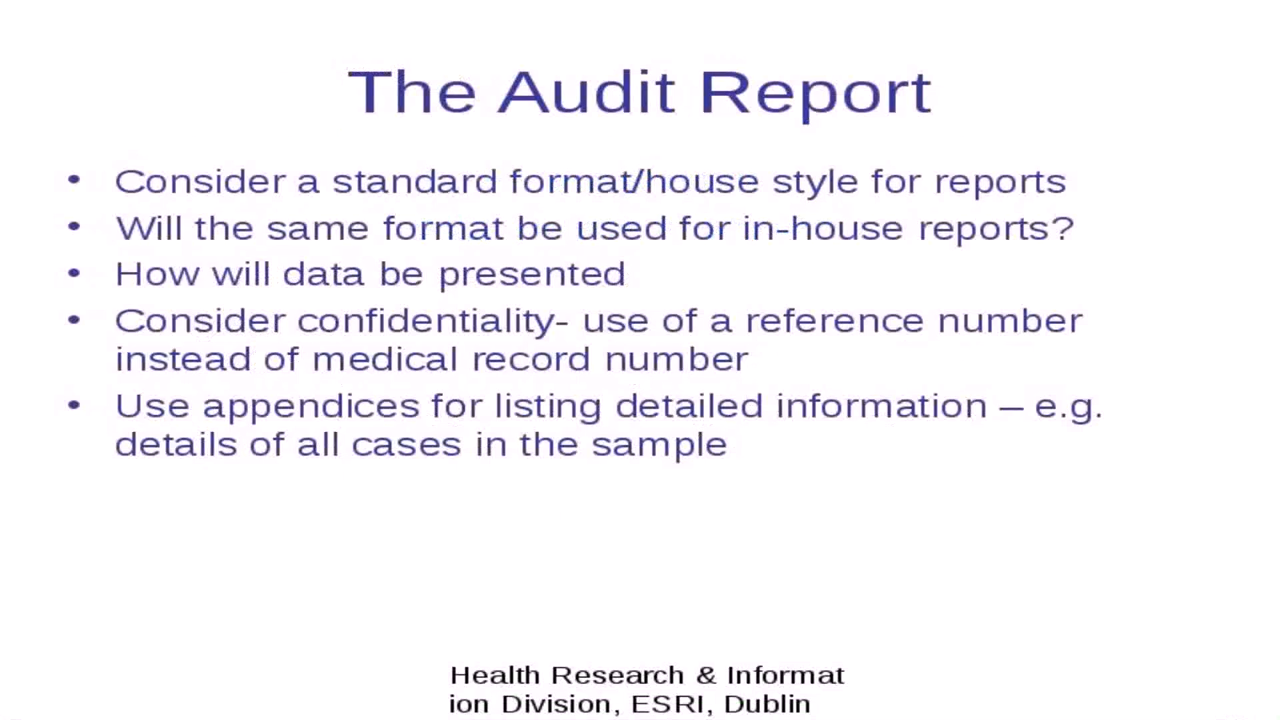 The Audit Report
• Consider a standard format/house style for reports
• Will the same format be used for in-house reports?
• How will data be presented
• Consider confidentiality- use of a reference number
instead of medical record number
• Use appendices for listing detailed information – e.g.
details of all cases in the sample
Health Research & Informat
ion Division, ESRI, Dublin